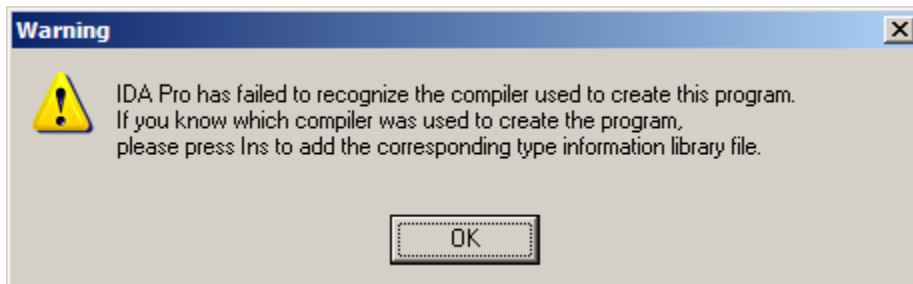 Warning
IDA Pro has failed to recognize the compiler used to create this program.
If you know which compiler was used to create the program,
please press Ins to add the corresponding type information library file.
OK